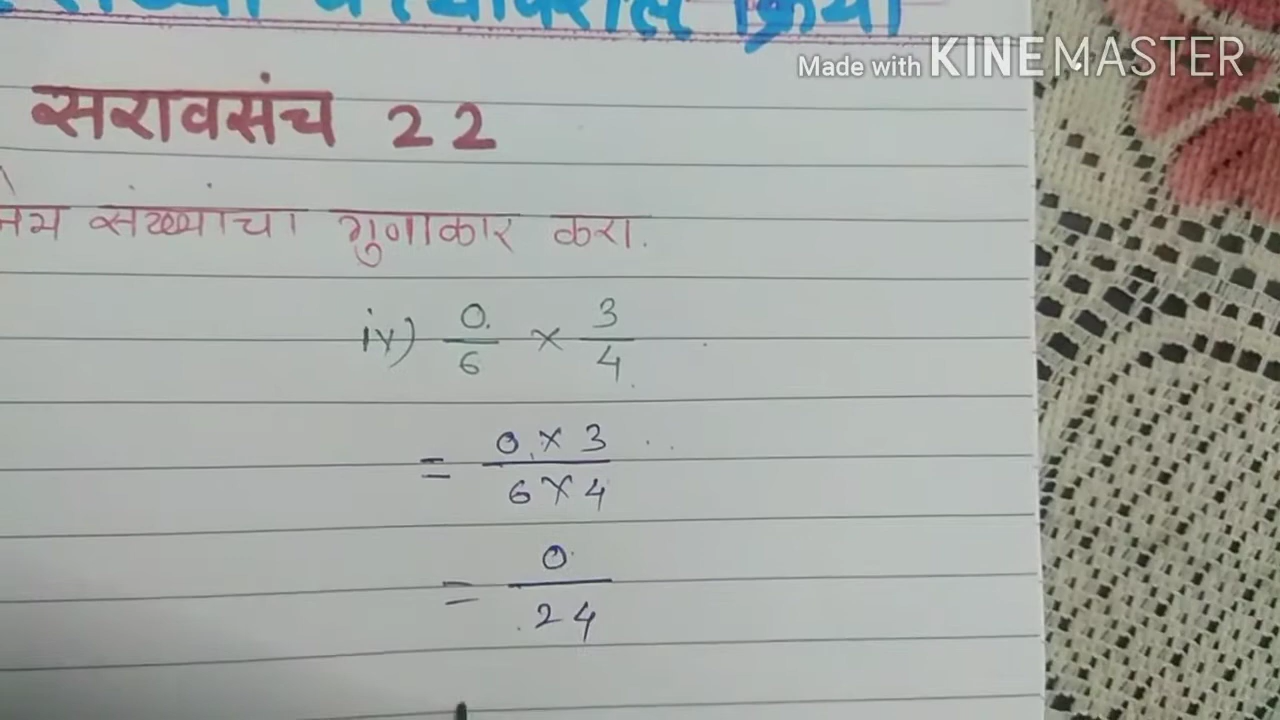 क्रिया
Made with KINEMASTER
सरावसंच 22
संख्यांचा गुणाकार करा.
iv) 0/6 × 3/4
= 0 × 3 / 6 × 4
= 0/24